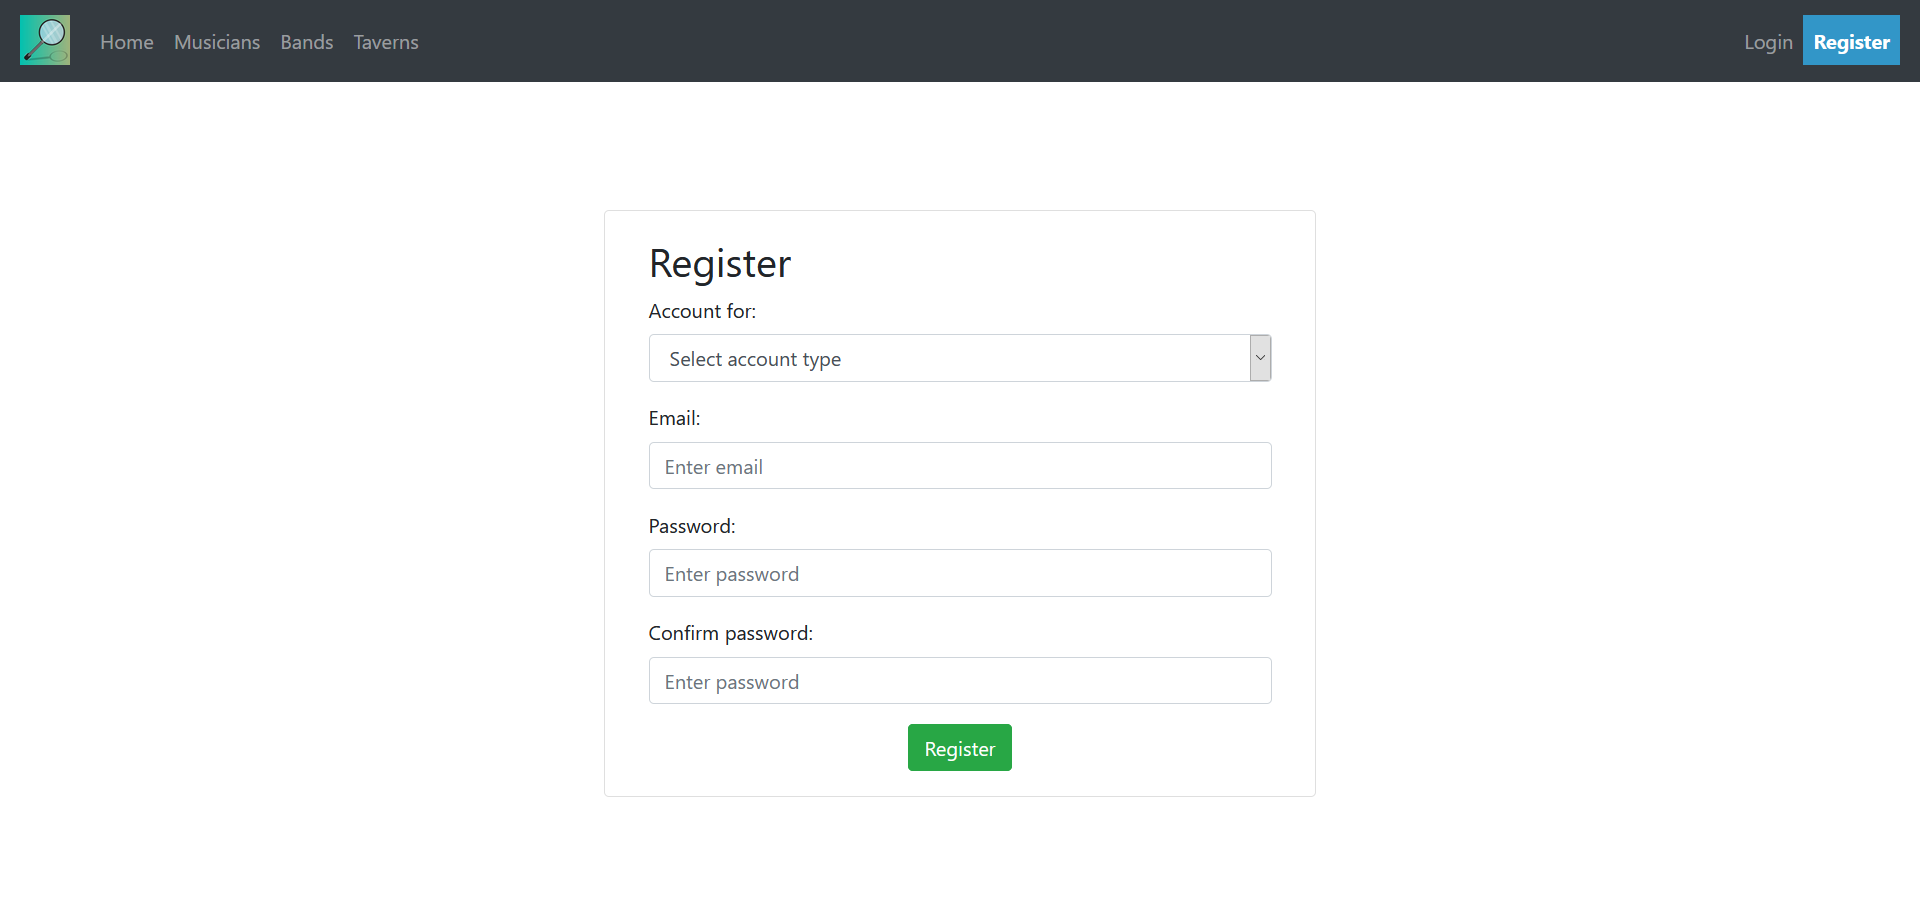 Home Musicians Bands Taverns Login Register
Register
Account for:
Select account type
Email:
Enter email
Password:
Enter password
Confirm password:
Enter password
Register